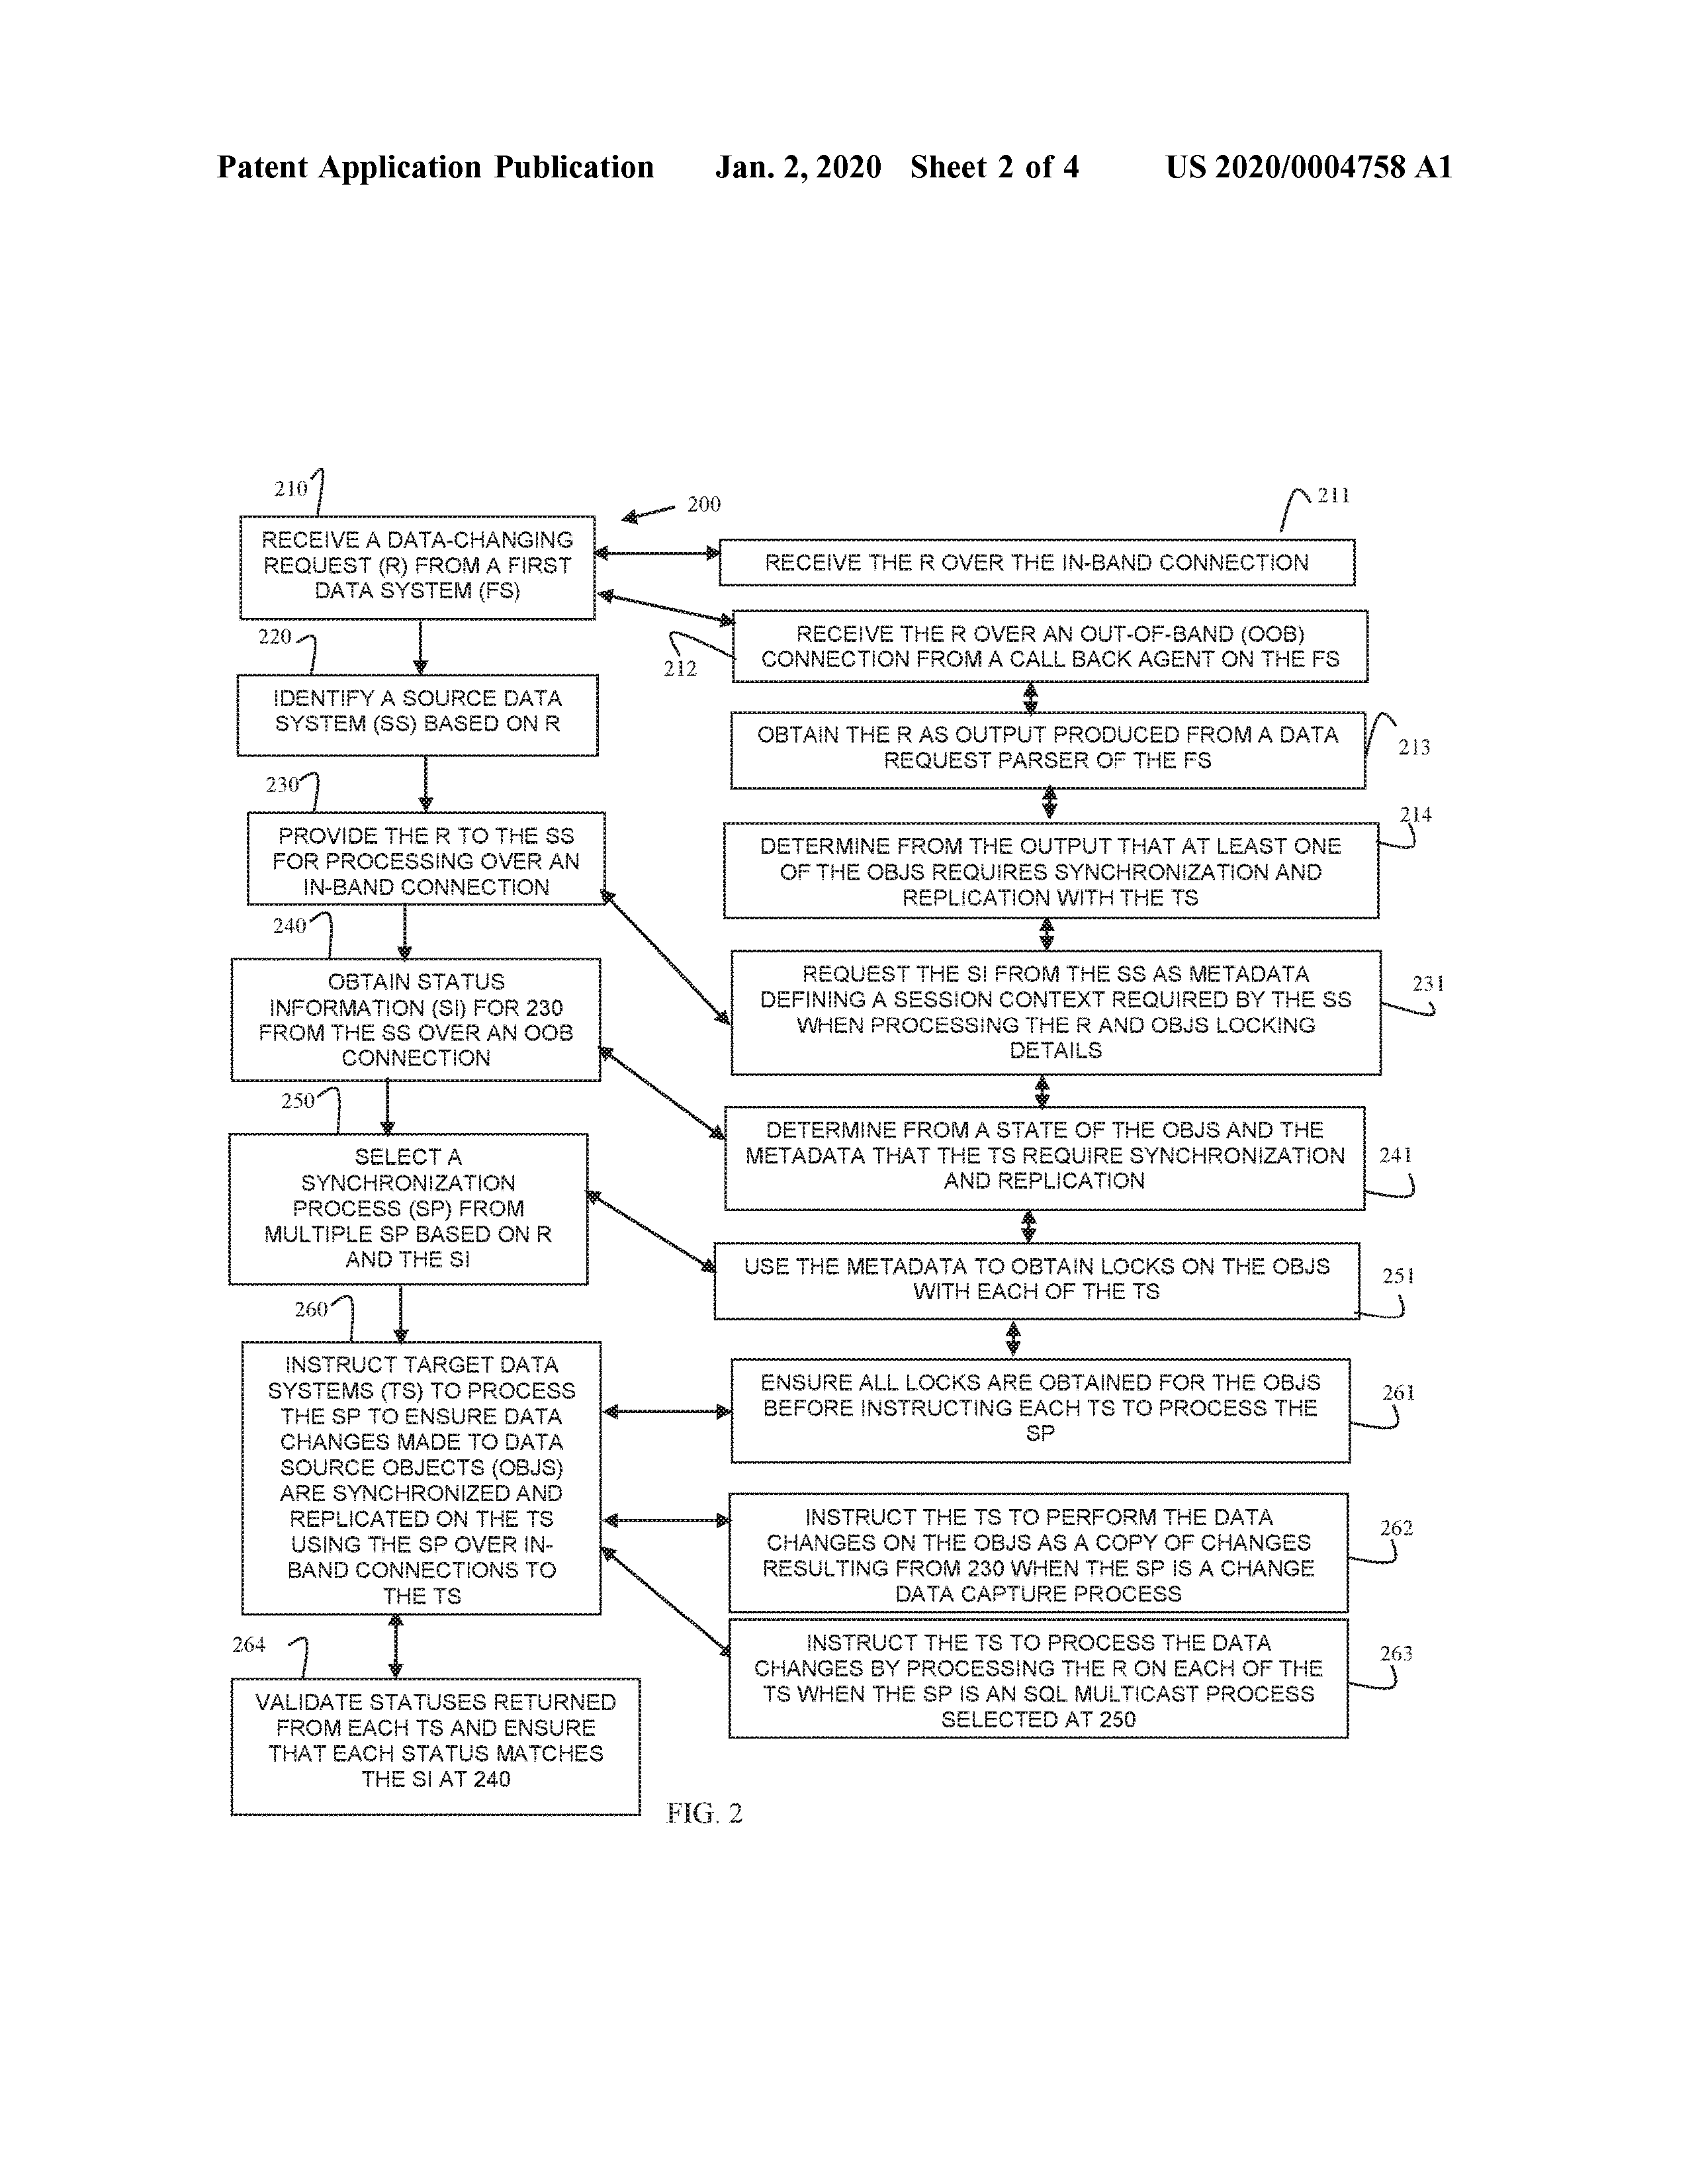 Patent Application Publication Jan. 2, 2020 Sheet 2 of 4 US 2020/0004758 A1
210
200
211
RECEIVE A DATA-CHANGING
REQUEST (R) FROM A FIRST
DATA SYSTEM (FS)
RECEIVE THE R OVER THE IN-BAND CONNECTION
212
RECEIVE THE R OVER AN OUT-OF-BAND (OOB)
CONNECTION FROM A CALL BACK AGENT ON THE FS
220
IDENTIFY A SOURCE DATA
SYSTEM (SS) BASED ON R
213
OBTAIN THE R AS OUTPUT PRODUCED FROM A DATA
REQUEST PARSER OF THE FS
230
PROVIDE THE R TO THE SS
FOR PROCESSING OVER AN
IN-BAND CONNECTION
214
DETERMINE FROM THE OUTPUT THAT AT LEAST ONE
OF THE OBJS REQUIRES SYNCHRONIZATION AND
REPLICATION WITH THE TS
240
OBTAIN STATUS
INFORMATION (SI) FOR 230
FROM THE SS OVER AN OOB
CONNECTION
231
REQUEST THE SI FROM THE SS AS METADATA
DEFINING A SESSION CONTEXT REQUIRED BY THE SS
WHEN PROCESSING THE R AND OBJS LOCKING
DETAILS
250
SELECT A
SYNCHRONIZATION
PROCESS (SP) FROM
MULTIPLE SP BASED ON R
AND THE SI
241
DETERMINE FROM A STATE OF THE OBJS AND THE
METADATA THAT THE TS REQUIRE SYNCHRONIZATION
AND REPLICATION
251
USE THE METADATA TO OBTAIN LOCKS ON THE OBJS
WITH EACH OF THE TS
260
INSTRUCT TARGET DATA
SYSTEMS (TS) TO PROCESS
THE SP TO ENSURE DATA
CHANGES MADE TO DATA
SOURCE OBJECTS (OBJS)
ARE SYNCHRONIZED AND
REPLICATED ON THE TS
USING THE SP OVER IN-
BAND CONNECTIONS TO
THE TS
261
ENSURE ALL LOCKS ARE OBTAINED FOR THE OBJS
BEFORE INSTRUCTING EACH TS TO PROCESS THE
SP
262
INSTRUCT THE TS TO PERFORM THE DATA
CHANGES ON THE OBJS AS A COPY OF CHANGES
RESULTING FROM 230 WHEN THE SP IS A CHANGE
DATA CAPTURE PROCESS
263
INSTRUCT THE TS TO PROCESS THE DATA
CHANGES BY PROCESSING THE R ON EACH OF THE
TS WHEN THE SP IS AN SQL MULTICAST PROCESS
SELECTED AT 250
264
VALIDATE STATUSES RETURNED
FROM EACH TS AND ENSURE
THAT EACH STATUS MATCHES
THE SI AT 240
FIG. 2